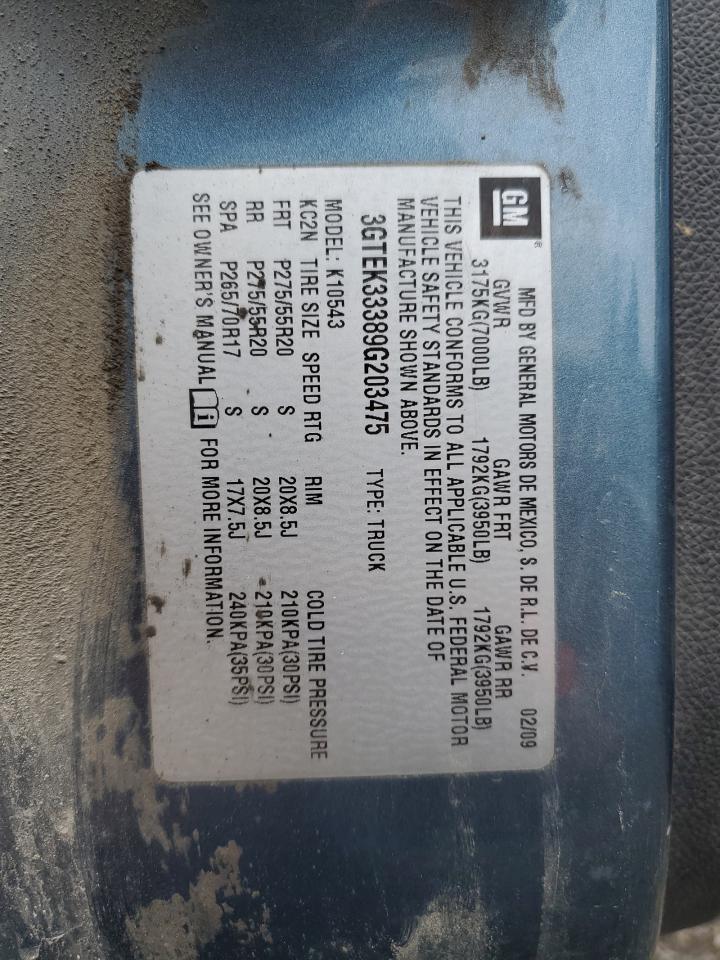 GM® MFD BY GENERAL MOTORS DE MEXICO, S. DE R.L. DE C.V. 02/09
GVWR GAWR FRT GAWR RR
3175KG(7000LB) 1792KG(3950LB) 1792KG(3950LB)
THIS VEHICLE CONFORMS TO ALL APPLICABLE U.S. FEDERAL MOTOR
VEHICLE SAFETY STANDARDS IN EFFECT ON THE DATE OF
MANUFACTURE SHOWN ABOVE.
3GTEK33389G203475 TYPE: TRUCK
MODEL: K10543
KC2N TIRE SIZE SPEED RTG RIM COLD TIRE PRESSURE
FRT P275/55R20 S 20X8.5J 210KPA(30PSI)
RR P275/55R20 S 20X8.5J 210KPA(30PSI)
SPA P265/70R17 S 17X7.5J 240KPA(35PSI)
SEE OWNER'S MANUAL i FOR MORE INFORMATION.